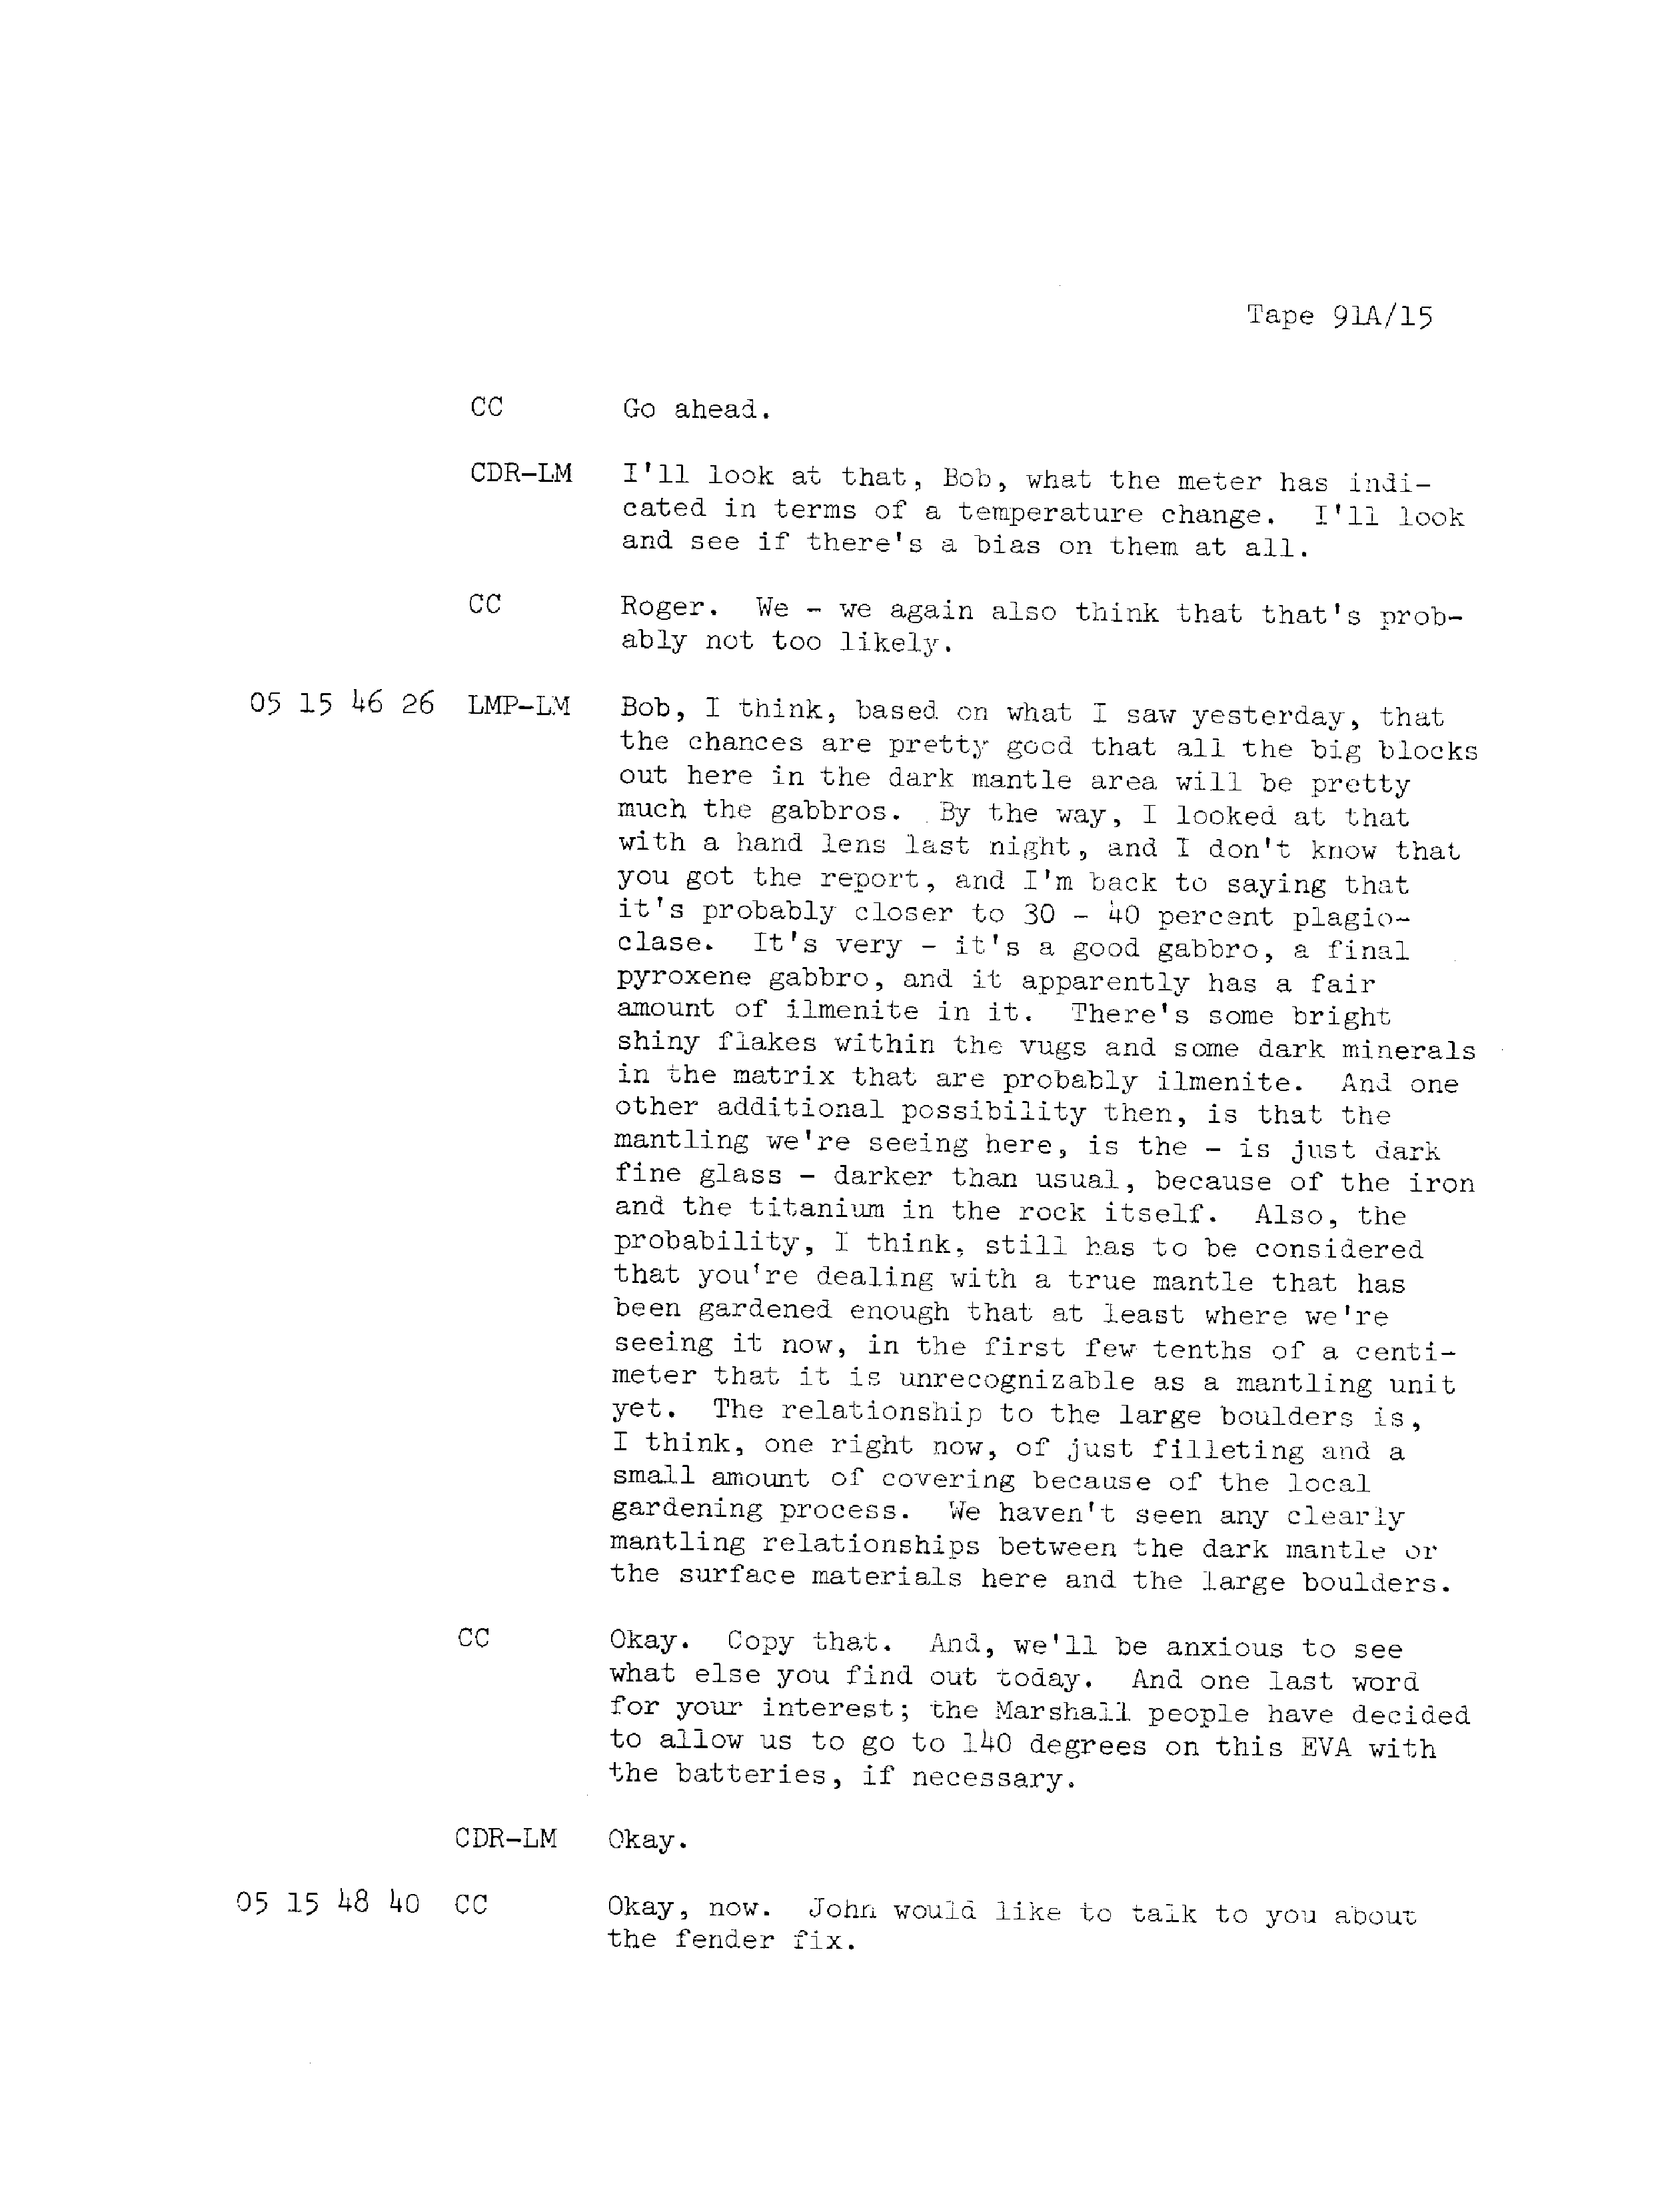 Tape 91A/15
CC Go ahead.
CDR-LM I'll look at that, Bob, what the meter has indi-
cated in terms of a temperature change. I'll look
and see if there's a bias on them at all.
CC Roger. We - we again also think that that's prob-
ably not too likely.
05 15 46 26 LMP-LM Bob, I think, based on what I saw yesterday, that
the chances are pretty good that all the big blocks
out here in the dark mantle area will be pretty
much the gabbros. By the way, I looked at that
with a hand lens last night, and I don't know that
you got the report, and I'm back to saying that
it's probably closer to 30 - 40 percent plagio-
clase. It's very - it's a good gabbro, a final
pyroxene gabbro, and it apparently has a fair
amount of ilmenite in it. There's some bright
shiny flakes within the vugs and some dark minerals
in the matrix that are probably ilmenite. And one
other additional possibility then, is that the
mantling we're seeing here, is the - is just dark
fine glass - darker than usual, because of the iron
and the titanium in the rock itself. Also, the
probability, I think, still has to be considered
that you're dealing with a true mantle that has
been gardened enough that at least where we're
seeing it now, in the first few tenths of a centi-
meter that it is unrecognizable as a mantling unit
yet. The relationship to the large boulders is,
I think, one right now, of just filleting and a
small amount of covering because of the local
gardening process. We haven't seen any clearly
mantling relationships between the dark mantle or
the surface materials here and the large boulders.
CC Okay. Copy that. And, we'll be anxious to see
what else you find out today. And one last word
for your interest; the Marshall people have decided
to allow us to go to 140 degrees on this EVA with
the batteries, if necessary.
CDR-LM Okay.
05 15 48 40 CC Okay, now. John would like to talk to you about
the fender fix.